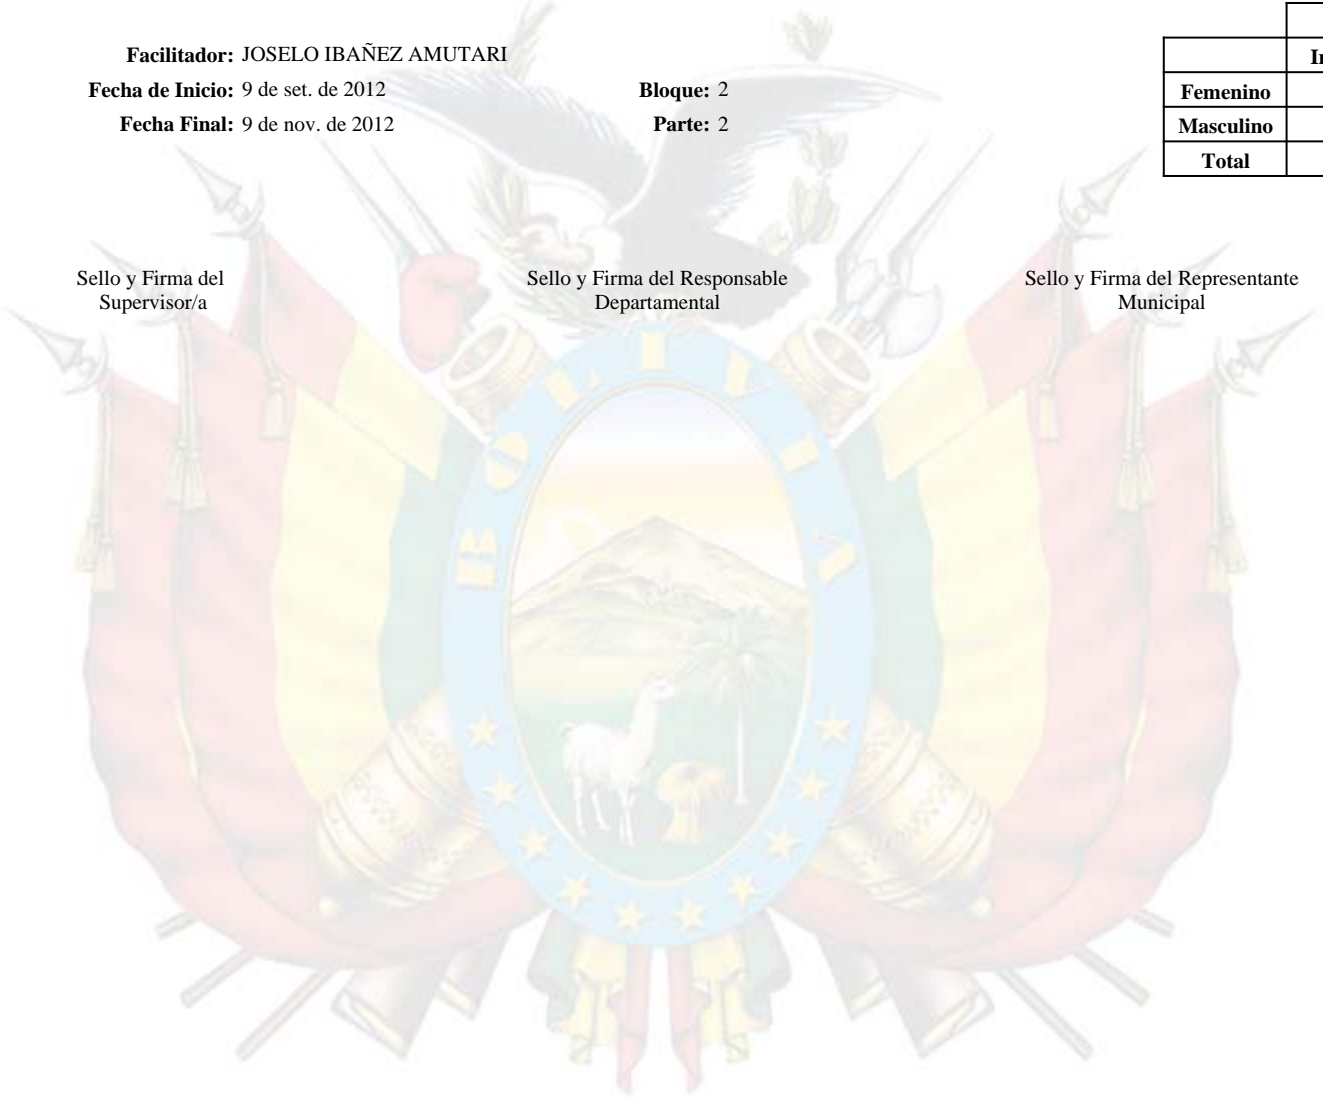 Facilitador: JOSELO IBAÑEZ AMUTARI
Fecha de Inicio: 9 de set. de 2012 Bloque: 2
Fecha Final: 9 de nov. de 2012 Parte: 2
Femenino
Masculino
Total
Sello y Firma del
Supervisor/a
Sello y Firma del Responsable
Departamental
Sello y Firma del Representante
Municipal
BOLIVIA